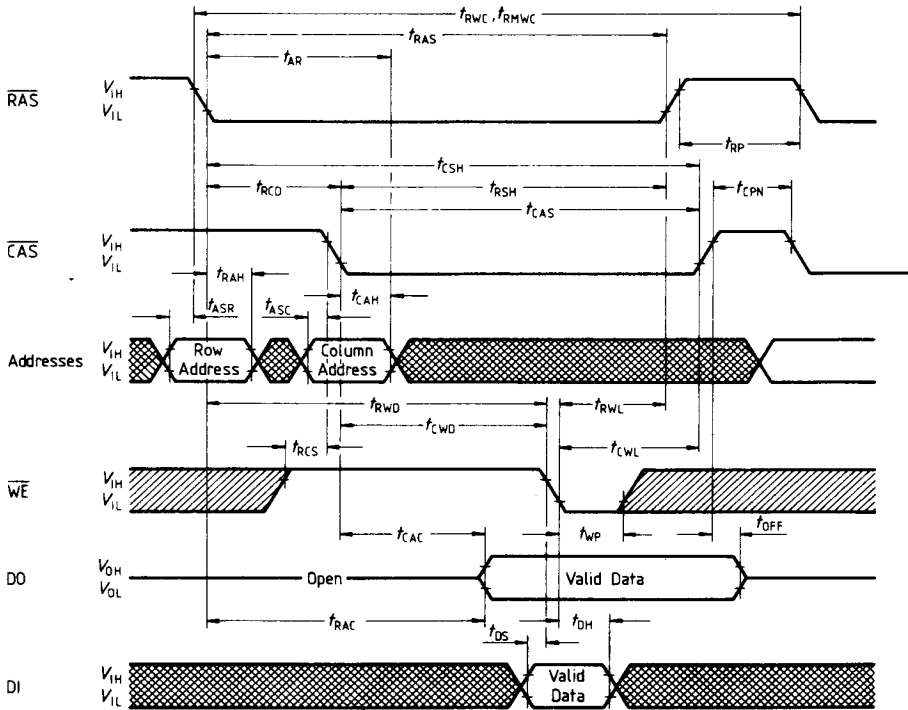 tRWC, tRMWC
tRAS
tAR
RAS
VIH
VIL
tRP
tCSH
tRCD
tRSH
tCPN
tCAS
CAS
VIH
VIL
tRAH
tASR
tASC
tCAH
Addresses
VIH
VIL
Row
Address
Column
Address
tRWD
tRWL
tCWD
tRCS
tCWL
WE
VIH
VIL
tCAC
tWP
tOFF
DO
VOH
VOL
Open
Valid Data
tRAC
tDS
tDH
DI
VIH
VIL
Valid
Data